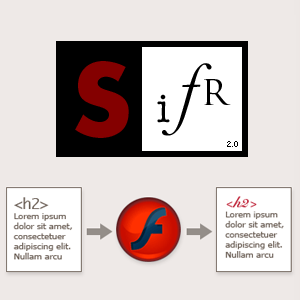 S i f R
2.0
<h2>
Lorem ipsum
dolor sit amet,
consectetuer
adipiscing elit.
Nullam arcu
f
<h2>
Lorem ipsum
dolor sit amet,
consectetuer
adipiscing elit.
Nullam arcu